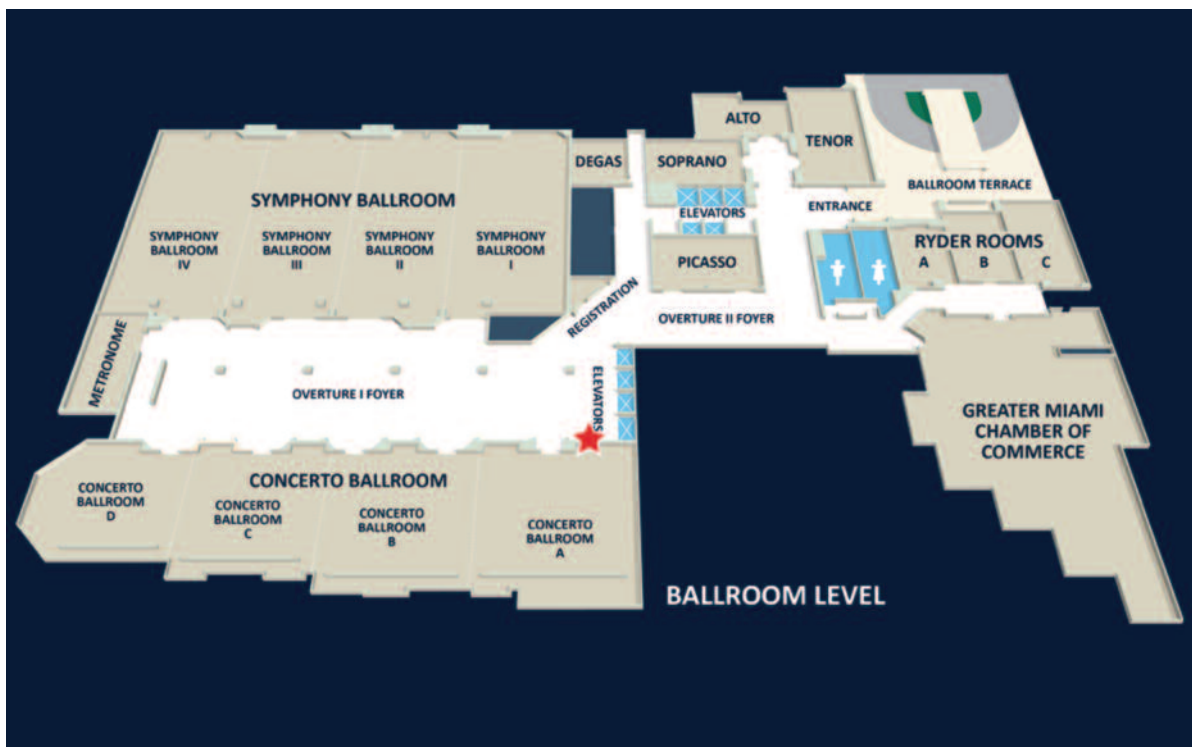 ALTO
TENOR
DEGAS
SOPRANO
BALLROOM TERRACE
SYMPHONY BALLROOM
ELEVATORS
ENTRANCE
SYMPHONY
BALLROOM
IV
SYMPHONY
BALLROOM
III
SYMPHONY
BALLROOM
II
SYMPHONY
BALLROOM
I
PICASSO
RYDER ROOMS
A
B
C
REGISTRATION
OVERTURE II FOYER
METRONOME
OVERTURE I FOYER
ELEVATORS
GREATER MIAMI
CHAMBER OF
COMMERCE
CONCERTO BALLROOM
CONCERTO
BALLROOM
D
CONCERTO
BALLROOM
C
CONCERTO
BALLROOM
B
CONCERTO
BALLROOM
A
BALLROOM LEVEL